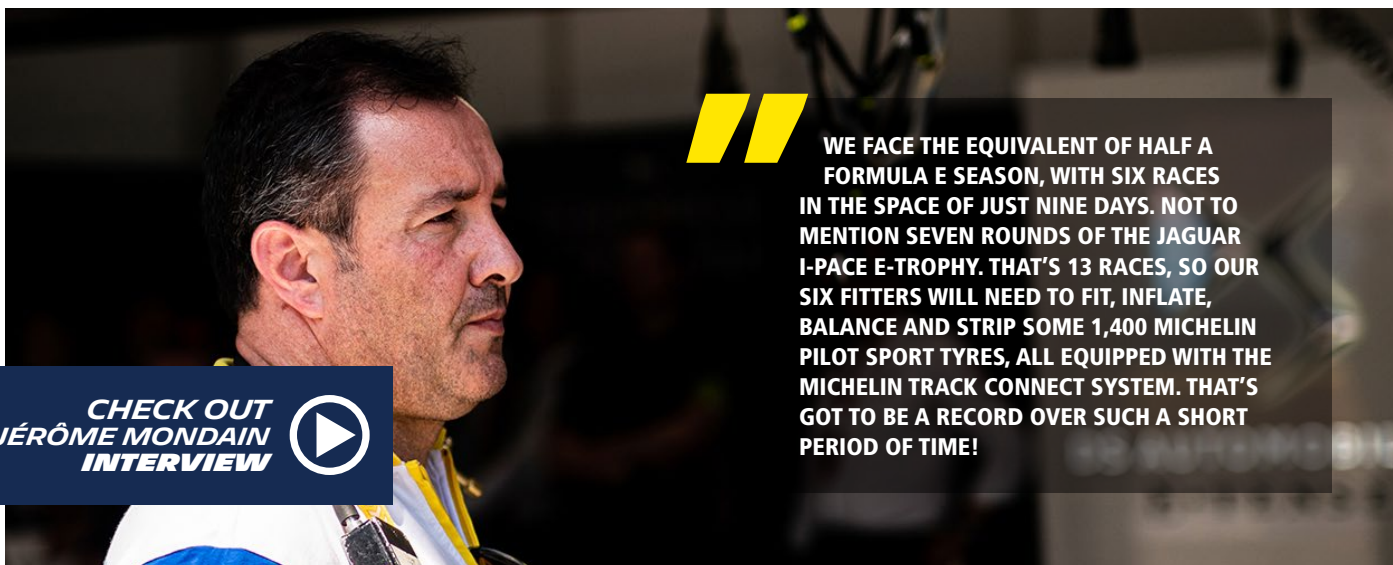 WE FACE THE EQUIVALENT OF HALF A
FORMULA E SEASON, WITH SIX RACES
IN THE SPACE OF JUST NINE DAYS. NOT TO
MENTION SEVEN ROUNDS OF THE JAGUAR
I-PACE E-TROPHY. THAT'S 13 RACES, SO OUR
SIX FITTERS WILL NEED TO FIT, INFLATE,
BALANCE AND STRIP SOME 1,400 MICHELIN
PILOT SPORT TYRES, ALL EQUIPPED WITH THE
MICHELIN TRACK CONNECT SYSTEM. THAT'S
GOT TO BE A RECORD OVER SUCH A SHORT
PERIOD OF TIME!
CHECK OUT
JÉRÔME MONDAIN
INTERVIEW